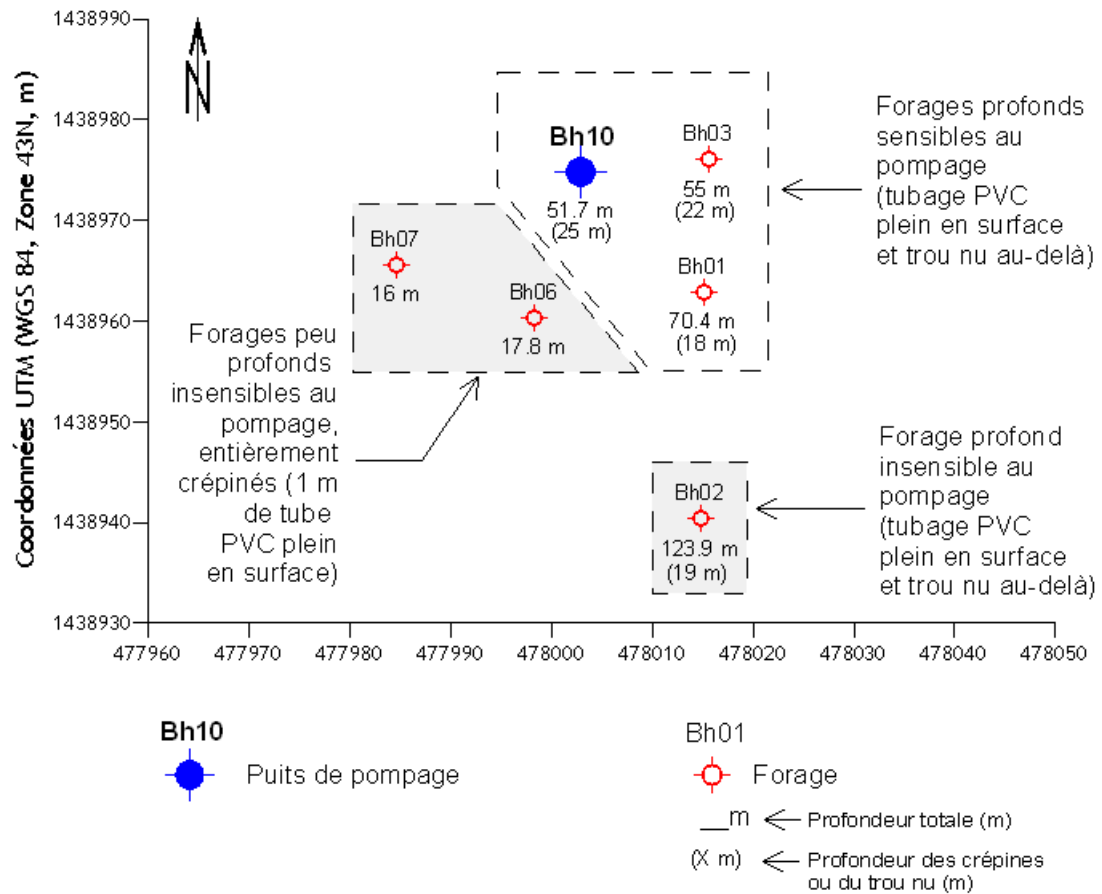 Coordonnées UTM (WGS 84, Zone 43N, m)
1438990
1438980
1438970
1438960
1438950
1438940
1438930
477960
477970
477980
477990
478000
478010
478020
478030
478040
478050
N
Bh10
51.7 m
(25 m)
Bh03
55 m
(22 m)
Bh01
70.4 m
(18 m)
Bh07
16 m
Bh06
17.8 m
Bh02
123.9 m
(19 m)
Forages profonds
sensibles au
pompage
(tubage PVC
plein en surface
et trou nu au-delà)
Forages peu
profonds
insensibles au
pompage,
entièrement
crépinés (1 m
de tube
PVC plein
en surface)
Forage profond
insensible au
pompage
(tubage PVC
plein en surface
et trou nu au-delà)
Bh10
Puits de pompage
Bh01
Forage
__m Profondeur totale (m)
(X m) Profondeur des crépines
ou du trou nu (m)